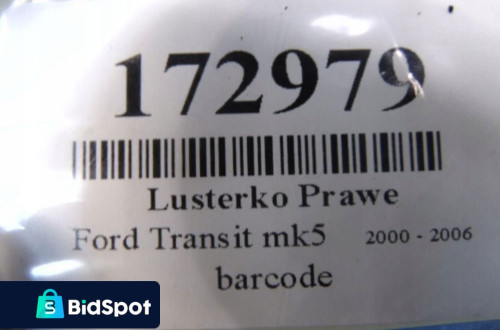 172979
Lusterko Prawe
Ford Transit mk5 2000 - 2006
barcode
BidSpot